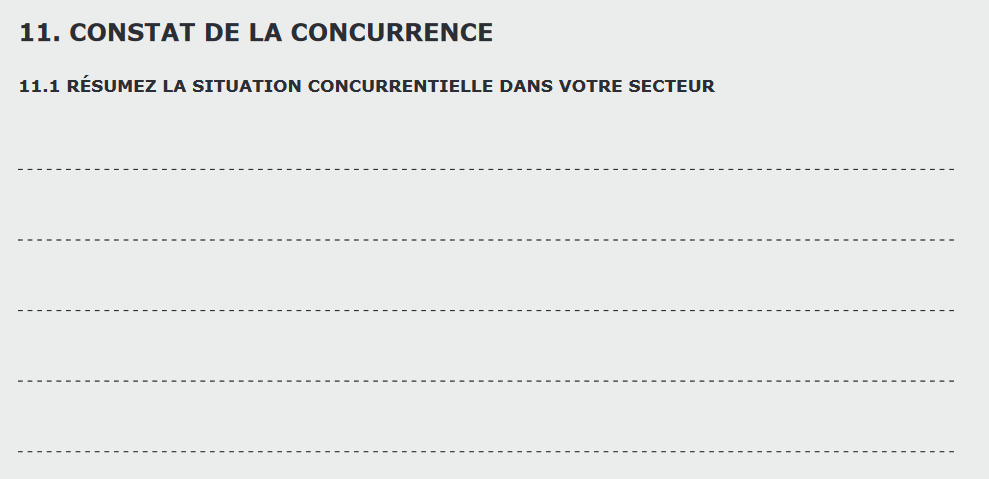 11. CONSTAT DE LA CONCURRENCE
11.1 RÉSUMEZ LA SITUATION CONCURRENTIELLE DANS VOTRE SECTEUR